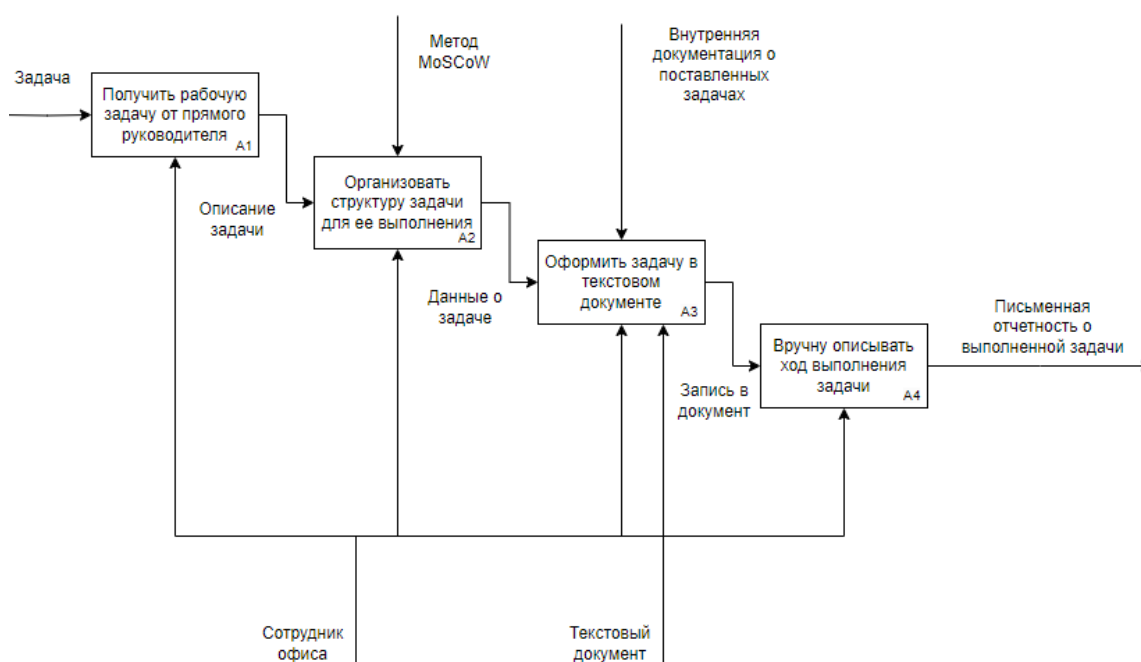 Задача
Получить рабочую
задачу от прямого
руководителя
A1
Метод
MoSCoW
Внутренняя
документация о
поставленных
задачах
Описание
задачи
Организовать
структуру задачи
для ее выполнения
A2
Данные о
задаче
Оформить задачу в
текстовом
документе
A3
Запись в
документ
Вручну описывать
ход выполнения
задачи
A4
Письменная
отчетность о
выполненной задачи
Сотрудник
офиса
Текстовый
документ